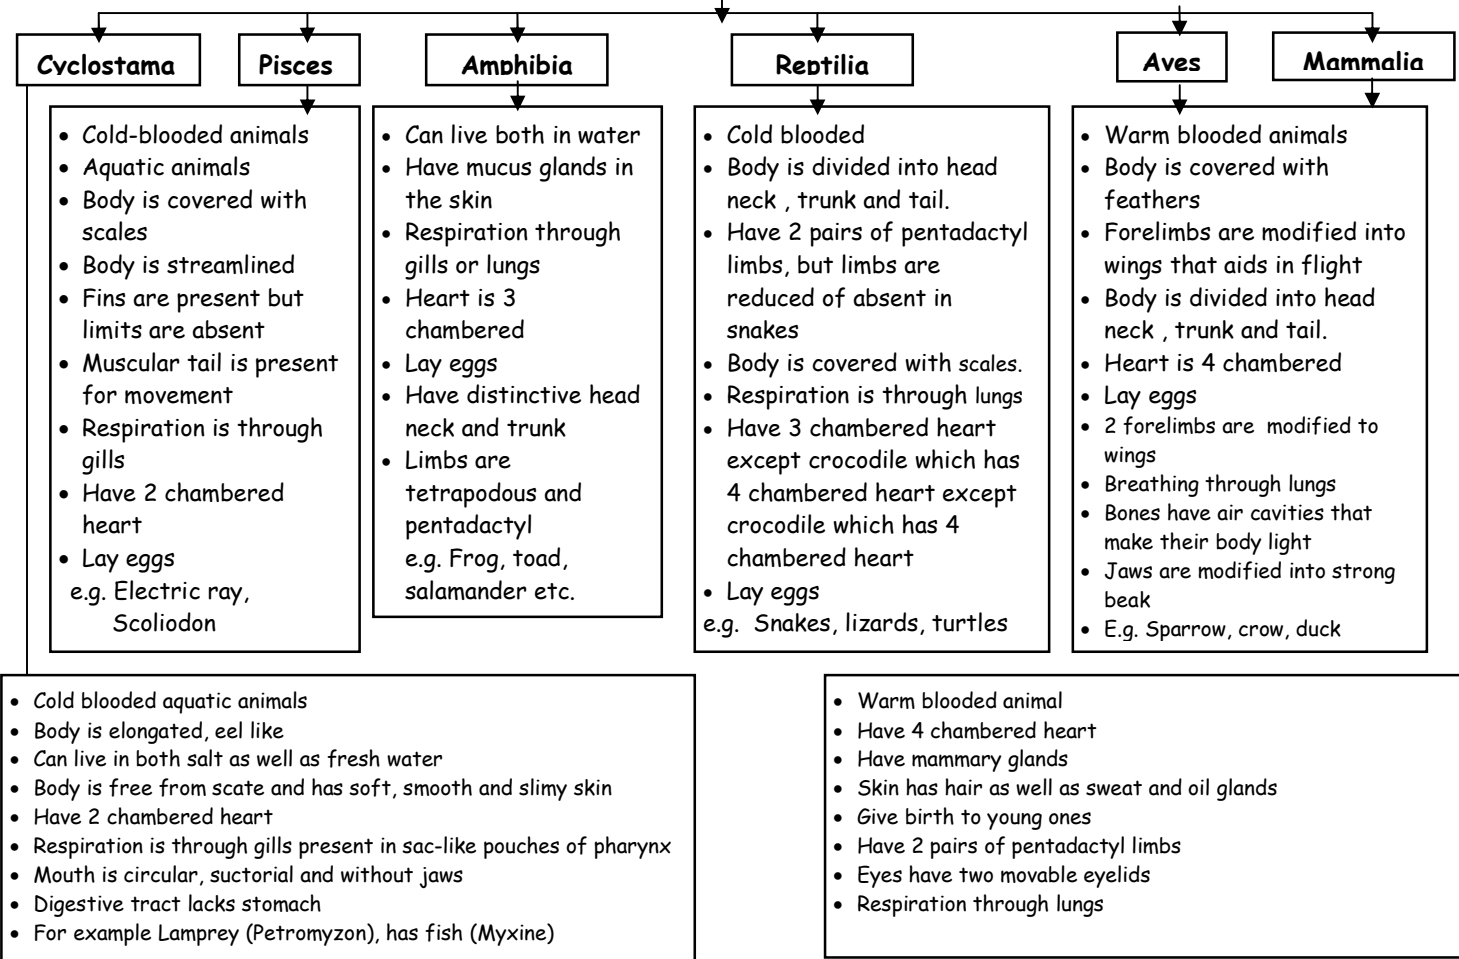 Cyclostama
Pisces
Amphibia
Reptilia
Aves
Mammalia
• Cold-blooded animals
• Aquatic animals
• Body is covered with
scales
• Body is streamlined
• Fins are present but
limits are absent
• Muscular tail is present
for movement
• Respiration is through
gills
• Have 2 chambered
heart
• Lay eggs
e.g. Electric ray,
Scoliodon
• Can live both in water
• Have mucus glands in
the skin
• Respiration through
gills or lungs
• Heart is 3
chambered
• Lay eggs
• Have distinctive head
neck and trunk
• Limbs are
tetrapodous and
pentadactyl
e.g. Frog, toad,
salamander etc.
• Cold blooded
• Body is divided into head
neck , trunk and tail.
• Have 2 pairs of pentadactyl
limbs, but limbs are
reduced of absent in
snakes
• Body is covered with scales.
• Respiration is through lungs
• Have 3 chambered heart
except crocodile which has
4 chambered heart except
crocodile which has 4
chambered heart
• Lay eggs
e.g. Snakes, lizards, turtles
• Warm blooded animals
• Body is covered with
feathers
• Forelimbs are modified into
wings that aids in flight
• Body is divided into head
neck , trunk and tail.
• Heart is 4 chambered
• Lay eggs
• 2 forelimbs are modified to
wings
• Breathing through lungs
• Bones have air cavities that
make their body light
• Jaws are modified into strong
beak
• E.g. Sparrow, crow, duck
• Cold blooded aquatic animals
• Body is elongated, eel like
• Can live in both salt as well as fresh water
• Body is free from scate and has soft, smooth and slimy skin
• Have 2 chambered heart
• Respiration is through gills present in sac-like pouches of pharynx
• Mouth is circular, suctorial and without jaws
• Digestive tract lacks stomach
• For example Lamprey (Petromyzon), has fish (Myxine)
• Warm blooded animal
• Have 4 chambered heart
• Have mammary glands
• Skin has hair as well as sweat and oil glands
• Give birth to young ones
• Have 2 pairs of pentadactyl limbs
• Eyes have two movable eyelids
• Respiration through lungs